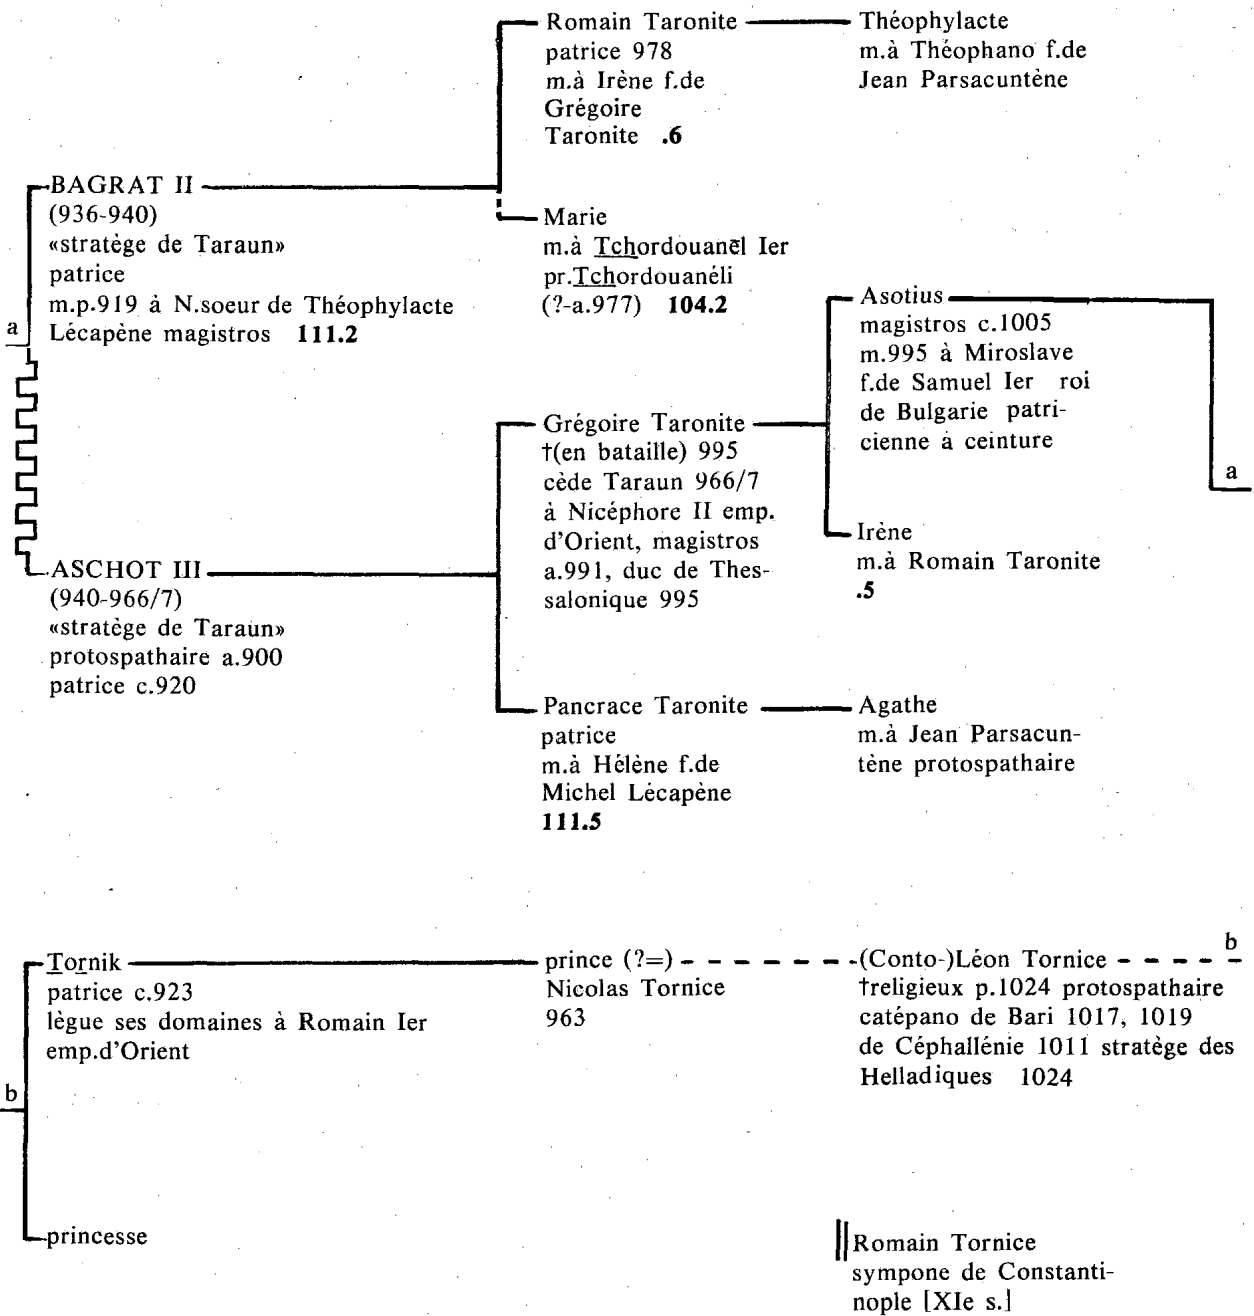 Romain Taronite
patrice 978
m.à Irène f.de
Grégoire
Taronite .6
Théophylacte
m.à Théophano f.de
Jean Parsacuntène
BAGRAT II
(936-940)
«stratège de Taraun»
patrice
m.p.919 à N.soeur de Théophylacte
Lécapène magistros 111.2
a
Marie
m.à Tchordouanēl Ier
pr.Tchordouanéli
(?-a.977) 104.2
Asotius
magistros c.1005
m.995 à Miroslave
f.de Samuel Ier roi
de Bulgarie patri-
cienne à ceinture
a
Grégoire Taronite
†(en bataille) 995
cède Taraun 966/7
à Nicéphore II emp.
d'Orient, magistros
a.991, duc de Thes-
salonique 995
Irène
m.à Romain Taronite
.5
ASCHOT III
(940-966/7)
«stratège de Taraun»
protospathaire a.900
patrice c.920
Pancrace Taronite
patrice
m.à Hélène f.de
Michel Lécapène
111.5
Agathe
m.à Jean Parsacun-
tène protospathaire
Tornik
patrice c.923
lègue ses domaines à Romain Ier
emp.d'Orient
b
prince (?=)
Nicolas Tornice
963
(Conto-)Léon Tornice
†religieux p.1024 protospathaire
catépano de Bari 1017, 1019
de Céphallénie 1011 stratège des
Helladiques 1024
b
princesse
Romain Tornice
sympone de Constanti-
nople [XIe s.]